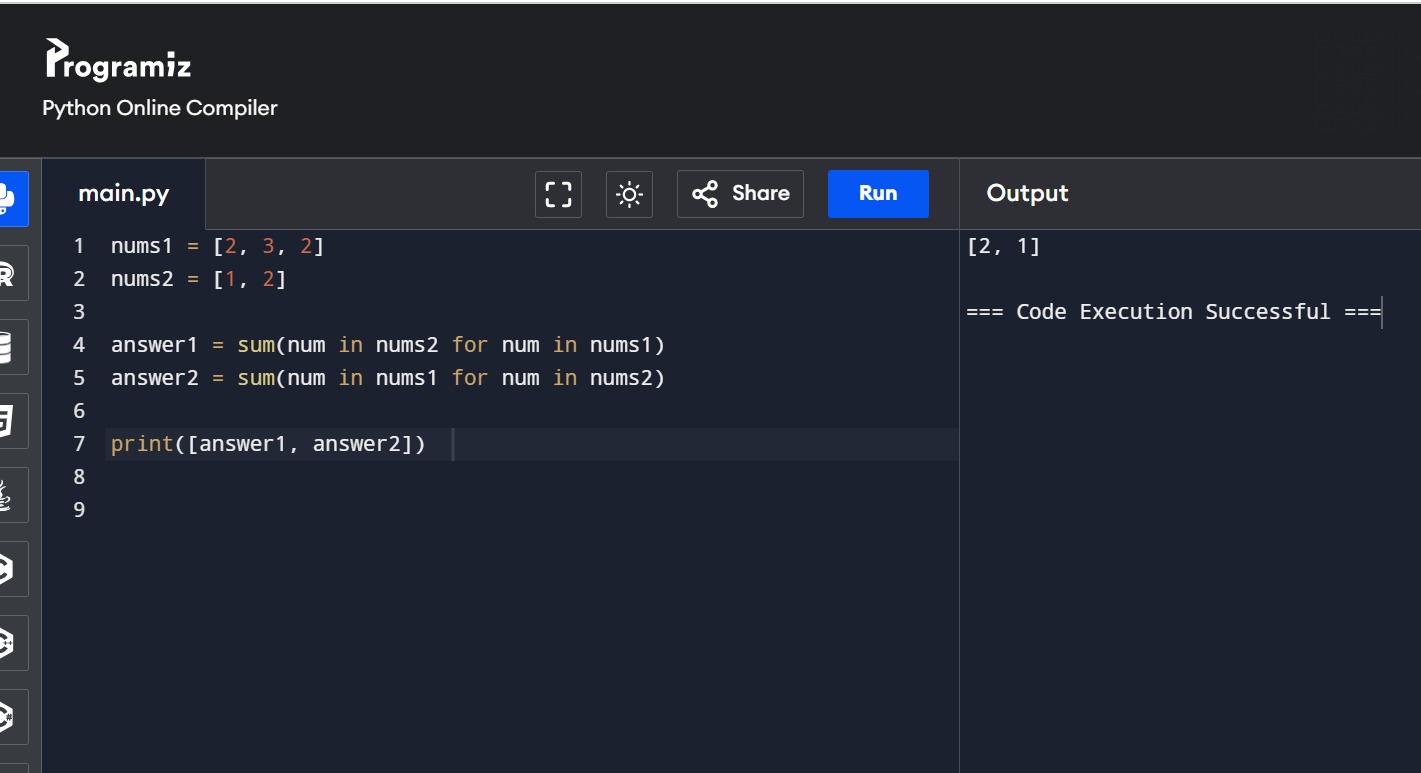 Programiz
Python Online Compiler
main.py
Share
Run
Output
1 nums1 = [2, 3, 2]
2 nums2 = [1, 2]
3
4 answer1 = sum(num in nums2 for num in nums1)
5 answer2 = sum(num in nums1 for num in nums2)
6
7 print([answer1, answer2])
8
9
[2, 1]
=== Code Execution Successful ===